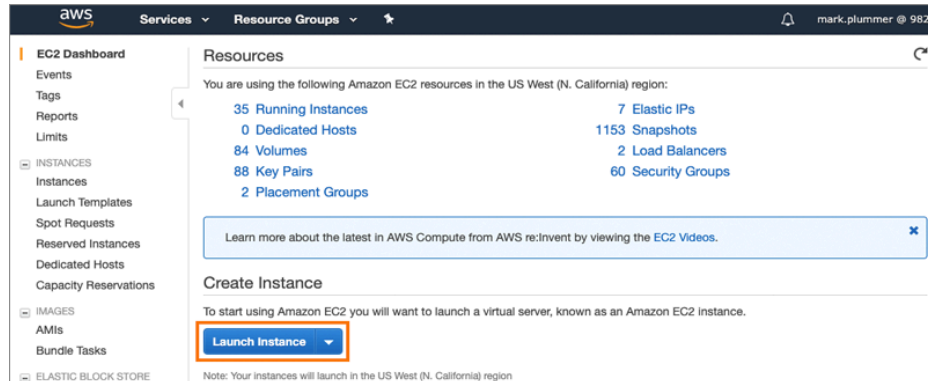 aws Services Resource Groups mark.plummer @ 982
EC2 Dashboard
Events
Tags
Reports
Limits
INSTANCES
Instances
Launch Templates
Spot Requests
Reserved Instances
Dedicated Hosts
Capacity Reservations
IMAGES
AMIs
Bundle Tasks
ELASTIC BLOCK STORE
Resources
You are using the following Amazon EC2 resources in the US West (N. California) region:
35 Running Instances
0 Dedicated Hosts
84 Volumes
88 Key Pairs
2 Placement Groups
7 Elastic IPs
1153 Snapshots
2 Load Balancers
60 Security Groups
Learn more about the latest in AWS Compute from AWS re:Invent by viewing the EC2 Videos.
Create Instance
To start using Amazon EC2 you will want to launch a virtual server, known as an Amazon EC2 instance.
Launch Instance
Note: Your instances will launch in the US West (N. California) region